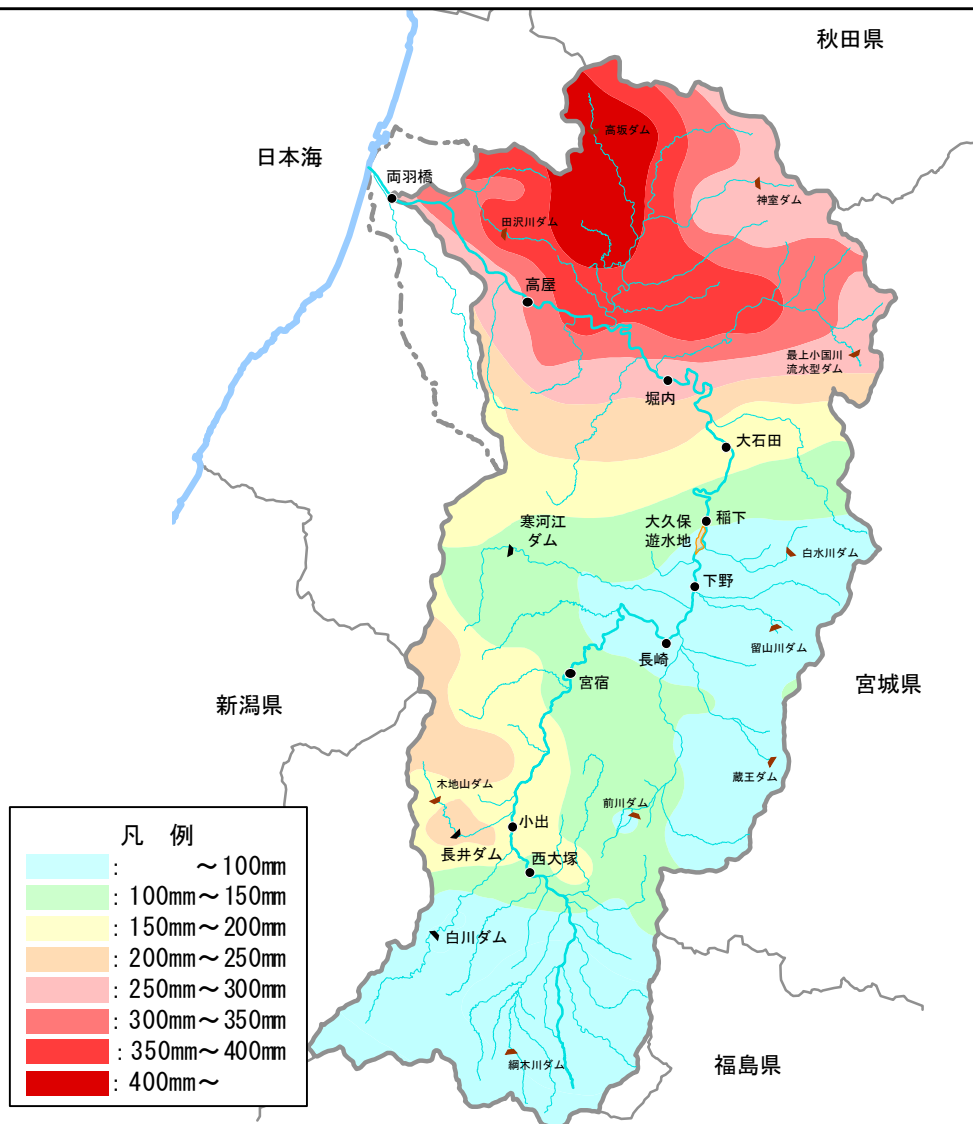 秋田県
高坂ダム
日本海
両羽橋
神室ダム
田沢川ダム
高屋
最上小国川
流水型ダム
堀内
大石田
寒河江
ダム
大久保
遊水地
稲下
白水川ダム
下野
留山川ダム
長崎
宮宿
宮城県
新潟県
蔵王ダム
木地山ダム
前川ダム
小出
長井ダム
西大塚
白川ダム
綱木川ダム
福島県
凡 例
: ～100mm
: 100mm～150mm
: 150mm～200mm
: 200mm～250mm
: 250mm～300mm
: 300mm～350mm
: 350mm～400mm
: 400mm～